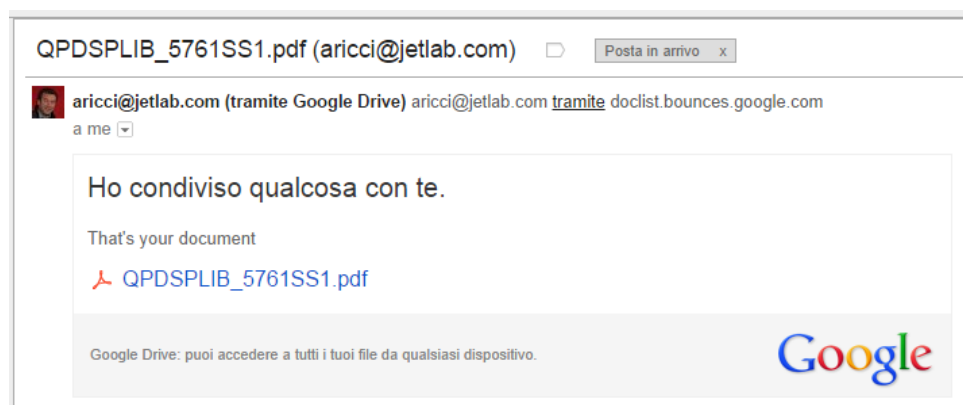 QPDSPLIB_5761SS1.pdf (aricci@jetlab.com) Posta in arrivo x
aricci@jetlab.com (tramite Google Drive) aricci@jetlab.com tramite doclist.bounces.google.com
a me
Ho condiviso qualcosa con te.
That's your document
QPDSPLIB_5761SS1.pdf
Google Drive: puoi accedere a tutti i tuoi file da qualsiasi dispositivo.
Google